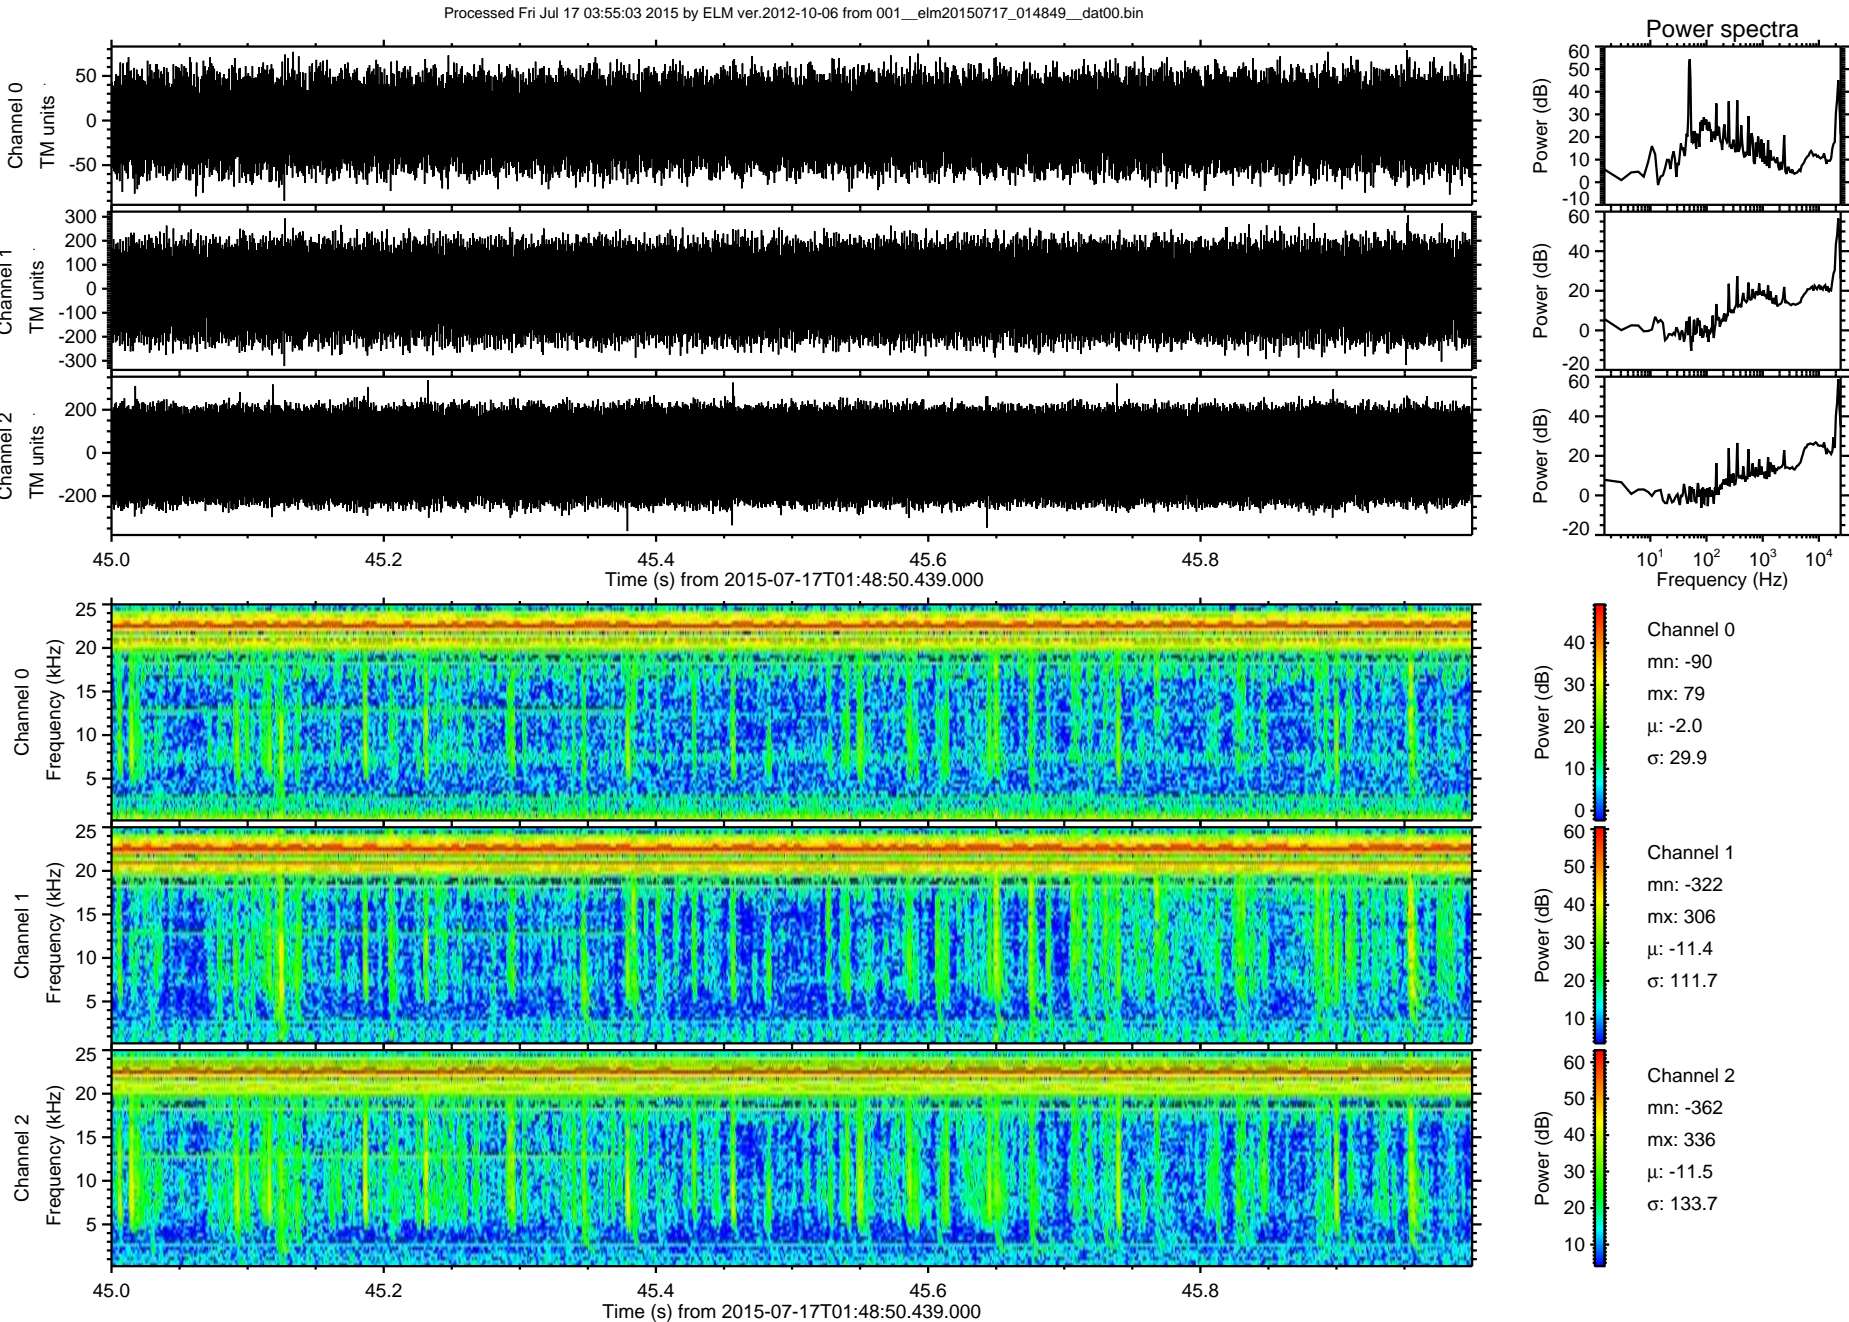 Processed Fri Jul 17 03:55:03 2015 by ELM ver.2012-10-06 from 001__elm20150717_014849__dat00.bin
Power spectra
Channel 0
TM units
50
0
-50
Power (dB)
60
50
40
30
20
10
0
-10
Channel 1
TM units
300
200
100
0
-100
-200
-300
Power (dB)
60
40
20
0
-20
Channel 2
TM units
200
0
-200
Power (dB)
60
40
20
0
-20
45.0
45.2
45.4
45.6
45.8
Time (s) from 2015-07-17T01:48:50.439.000
10^1
10^2
10^3
10^4
Frequency (Hz)
Channel 0
Frequency (kHz)
25
20
15
10
5
Power (dB)
40
30
20
10
0
Channel 0
mn: -90
mx: 79
μ: -2.0
σ: 29.9
Channel 1
Frequency (kHz)
25
20
15
10
5
Power (dB)
60
50
40
30
20
10
Channel 1
mn: -322
mx: 306
μ: -11.4
σ: 111.7
Channel 2
Frequency (kHz)
25
20
15
10
5
Power (dB)
60
50
40
30
20
10
Channel 2
mn: -362
mx: 336
μ: -11.5
σ: 133.7
45.0
45.2
45.4
45.6
45.8
Time (s) from 2015-07-17T01:48:50.439.000